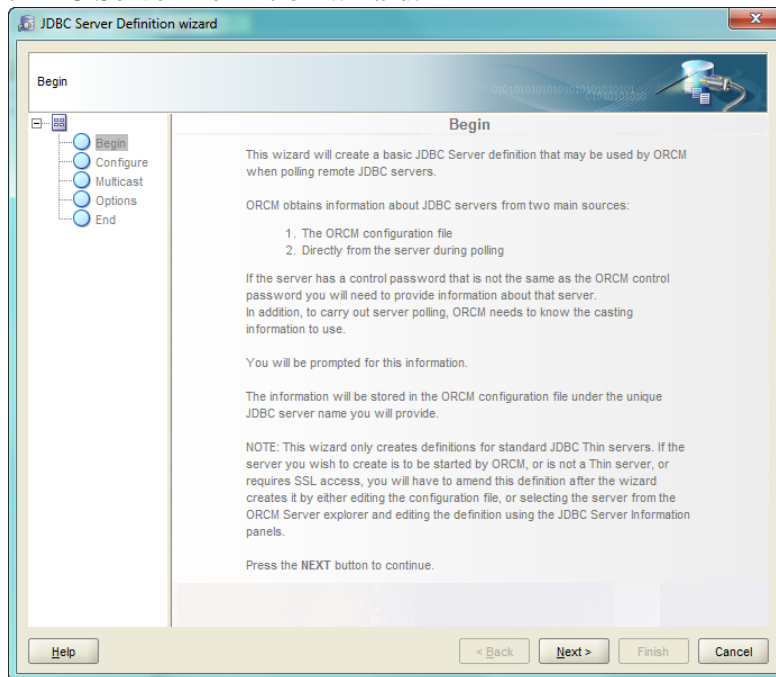 JDBC Server Definition wizard
Begin
Begin
Configure
Multicast
Options
End
Begin
This wizard will create a basic JDBC Server definition that may be used by ORCM
when polling remote JDBC servers.
ORCM obtains information about JDBC servers from two main sources:
1. The ORCM configuration file
2. Directly from the server during polling
If the server has a control password that is not the same as the ORCM control
password you will need to provide information about that server.
In addition, to carry out server polling, ORCM needs to know the casting
information to use.
You will be prompted for this information.
The information will be stored in the ORCM configuration file under the unique
JDBC server name you will provide.
NOTE: This wizard only creates definitions for standard JDBC Thin servers. If the
server you wish to create is to be started by ORCM, or is not a Thin server, or
requires SSL access, you will have to amend this definition after the wizard
creates it by either editing the configuration file, or selecting the server from the
ORCM Server explorer and editing the definition using the JDBC Server Information
panels.
Press the NEXT button to continue.
Help
< Back
Next >
Finish
Cancel